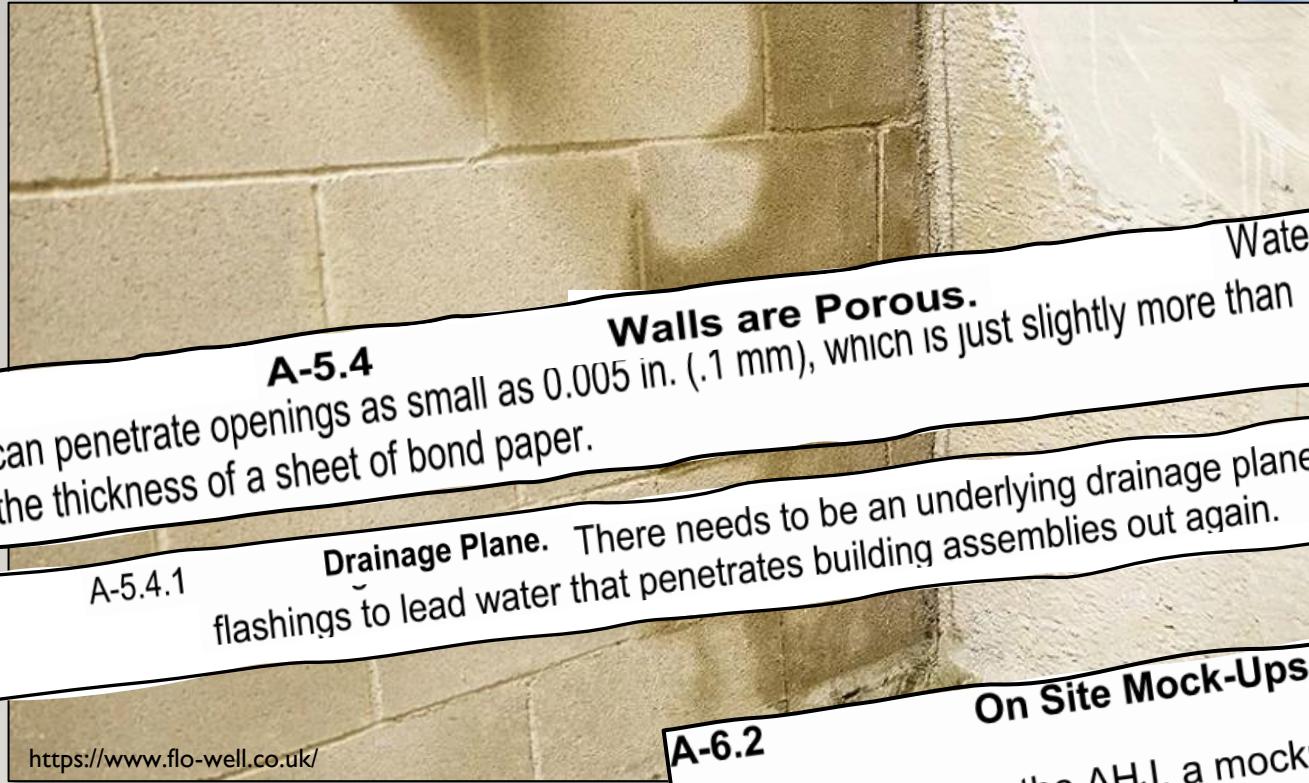 A-5.4 Walls are Porous. Wate
can penetrate openings as small as 0.005 in. (.1 mm), which is just slightly more than
the thickness of a sheet of bond paper.
A-5.4.1 Drainage Plane. There needs to be an underlying drainage plane
flashings to lead water that penetrates building assemblies out again.
A-6.2 On Site Mock-Ups
a mock
https://www.flo-well.co.uk/